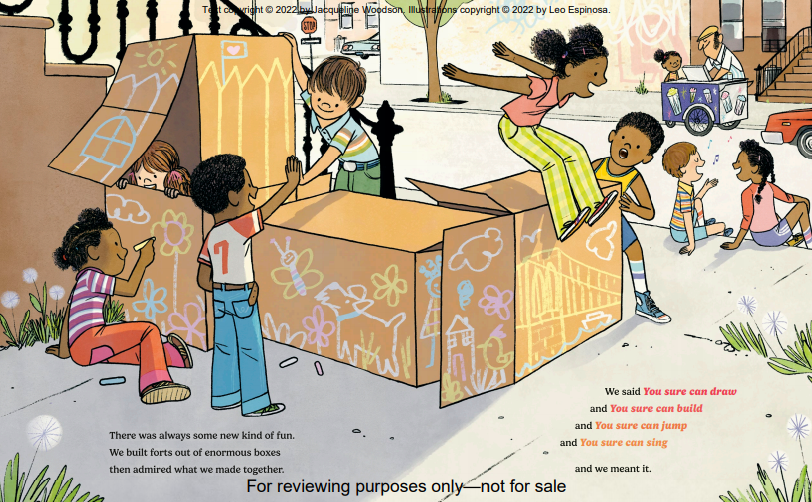 Text copyright © 2022 by Jacqueline Woodson. Illustrations copyright © 2022 by Leo Espinosa.
STOP
7
There was always some new kind of fun.
We built forts out of enormous boxes
then admired what we made together.
We said You sure can draw
and You sure can build
and You sure can jump
and You sure can sing
and we meant it.
For reviewing purposes only—not for sale